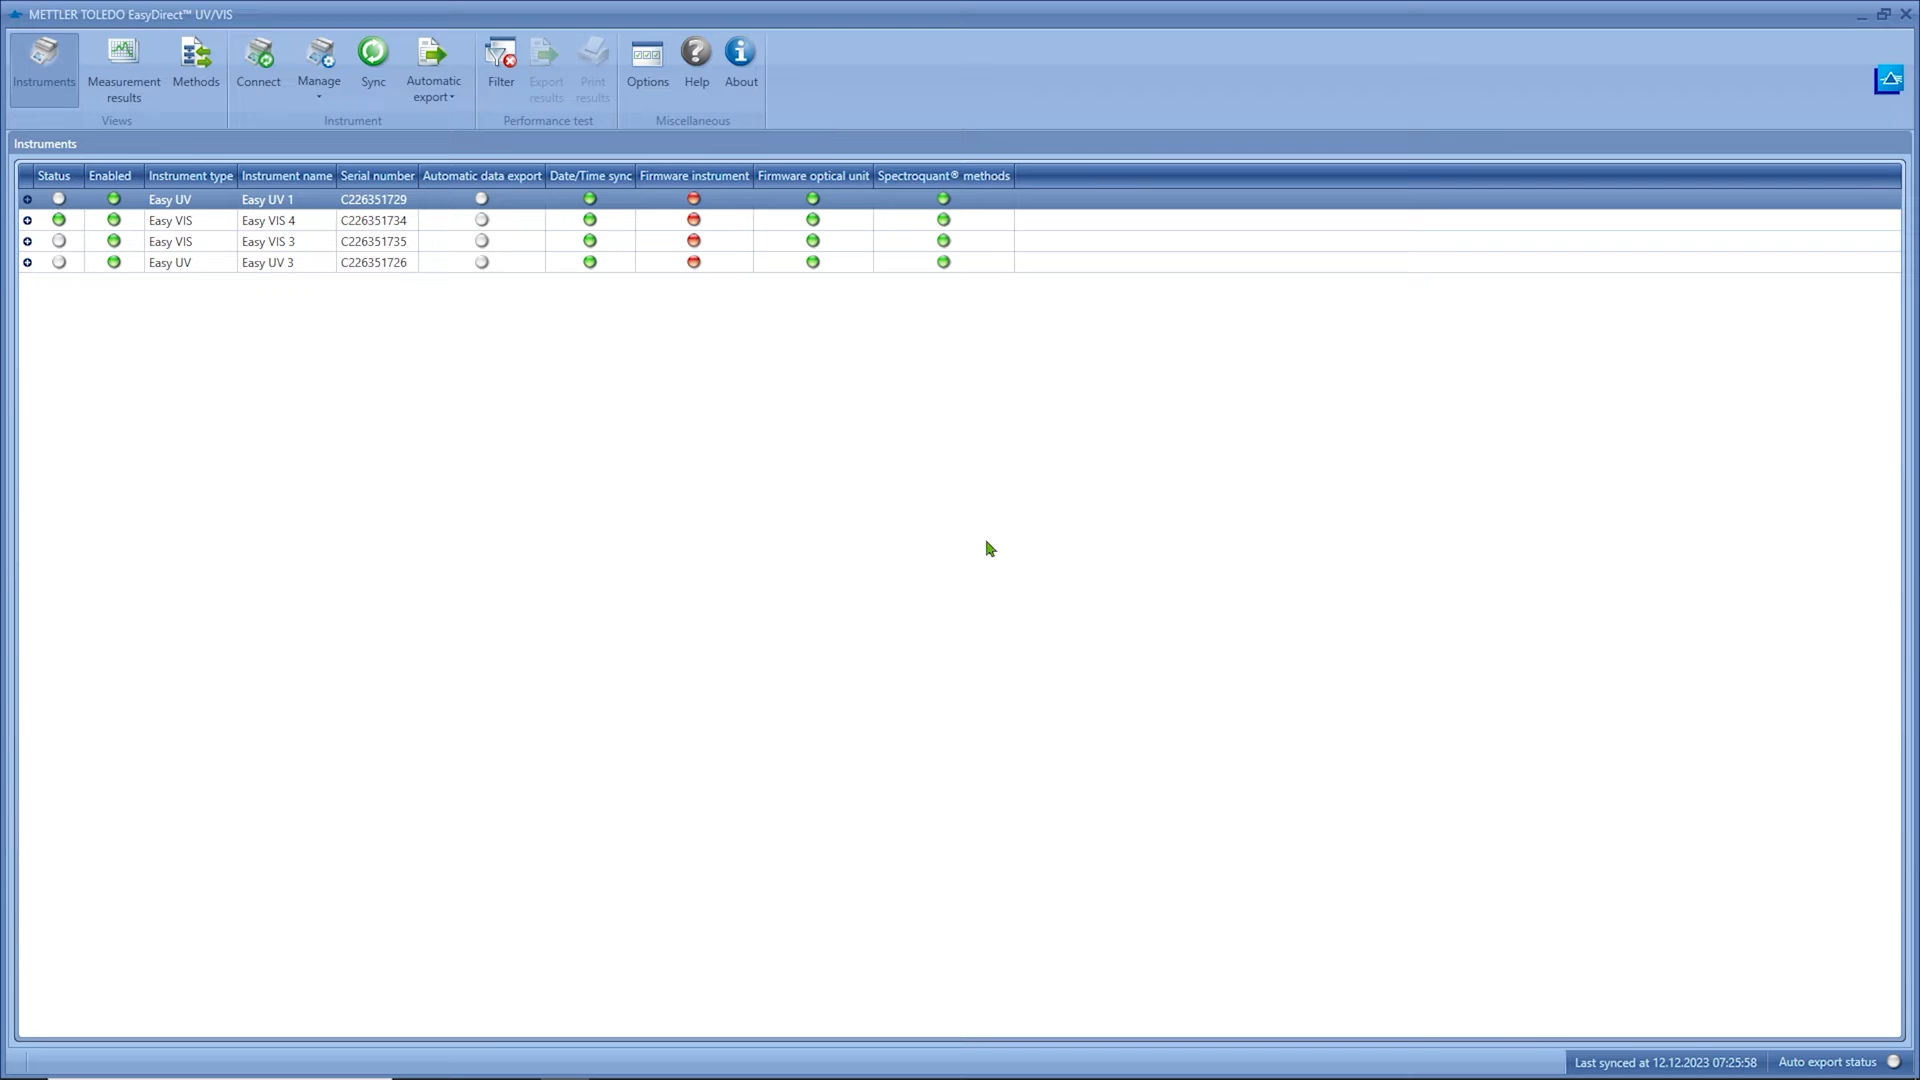 METTLER TOLEDO EasyDirect™ UV/VIS
Instruments
Measurement results
Methods
Views
Connect
Manage
Sync
Automatic export
Instrument
Filter
Export results
Print results
Performance test
Options
Help
About
Miscellaneous
Instruments
Status Enabled Instrument type Instrument name Serial number Automatic data export Date/Time sync Firmware instrument Firmware optical unit Spectroquant® methods
Easy UV Easy UV 1 C226351729
Easy VIS Easy VIS 4 C226351734
Easy VIS Easy VIS 3 C226351735
Easy UV Easy UV 3 C226351726
Last synced at 12.12.2023 07:25:58 Auto export status